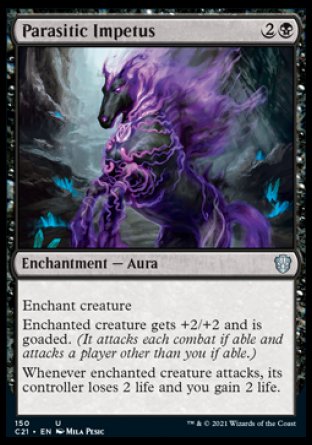 Parasitic Impetus 2
Enchantment — Aura
Enchant creature
Enchanted creature gets +2/+2 and is
goaded. (It attacks each combat if able and
attacks a player other than you if able.)
Whenever enchanted creature attacks, its
controller loses 2 life and you gain 2 life.
150 U
C21 • EN Mila Pesic ™ & © 2021 Wizards of the Coast